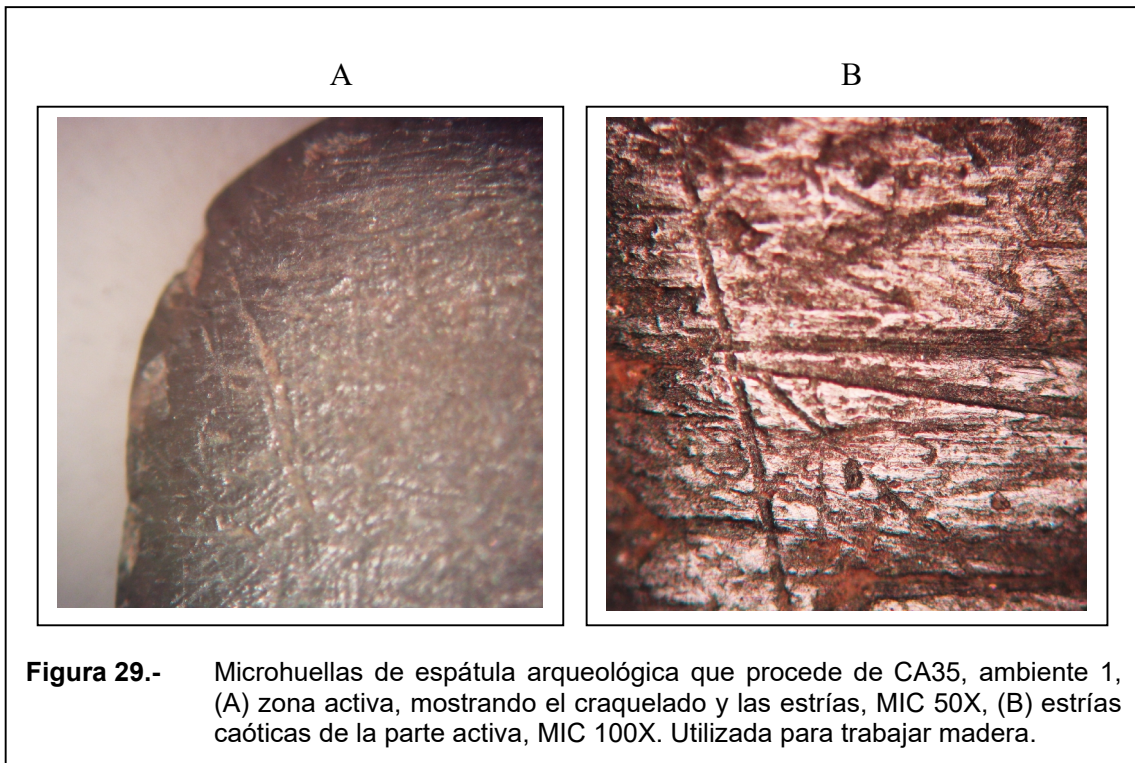 A B
Figura 29.- Microhuellas de espátula arqueológica que procede de CA35, ambiente 1,
(A) zona activa, mostrando el craquelado y las estrías, MIC 50X, (B) estrías
caóticas de la parte activa, MIC 100X. Utilizada para trabajar madera.